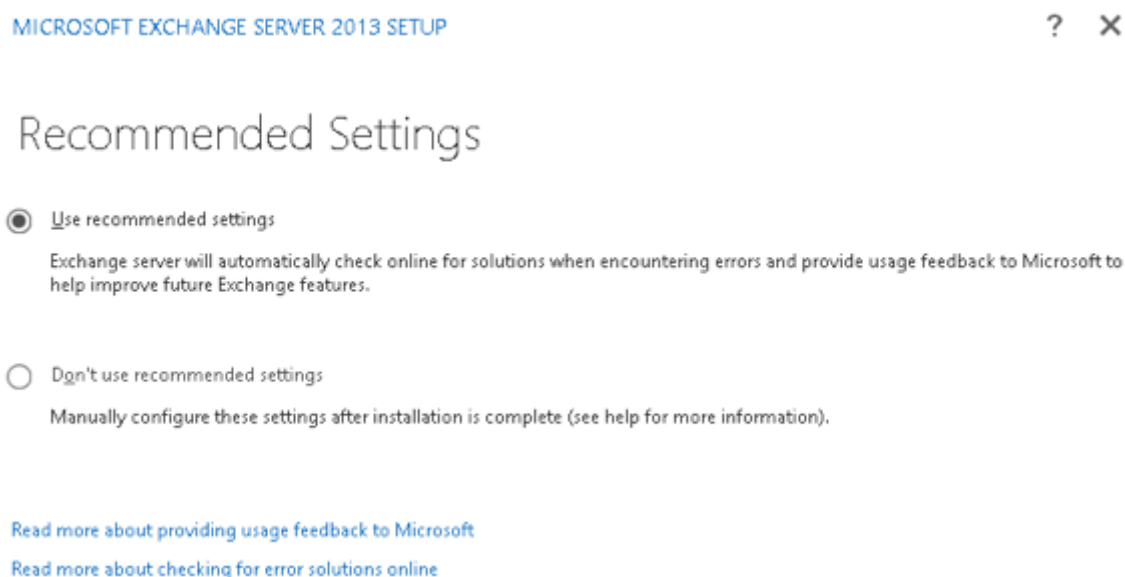 MICROSOFT EXCHANGE SERVER 2013 SETUP
? ✕
Recommended Settings
Use recommended settings
Exchange server will automatically check online for solutions when encountering errors and provide usage feedback to Microsoft to
help improve future Exchange features.
Don't use recommended settings
Manually configure these settings after installation is complete (see help for more information).
Read more about providing usage feedback to Microsoft
Read more about checking for error solutions online